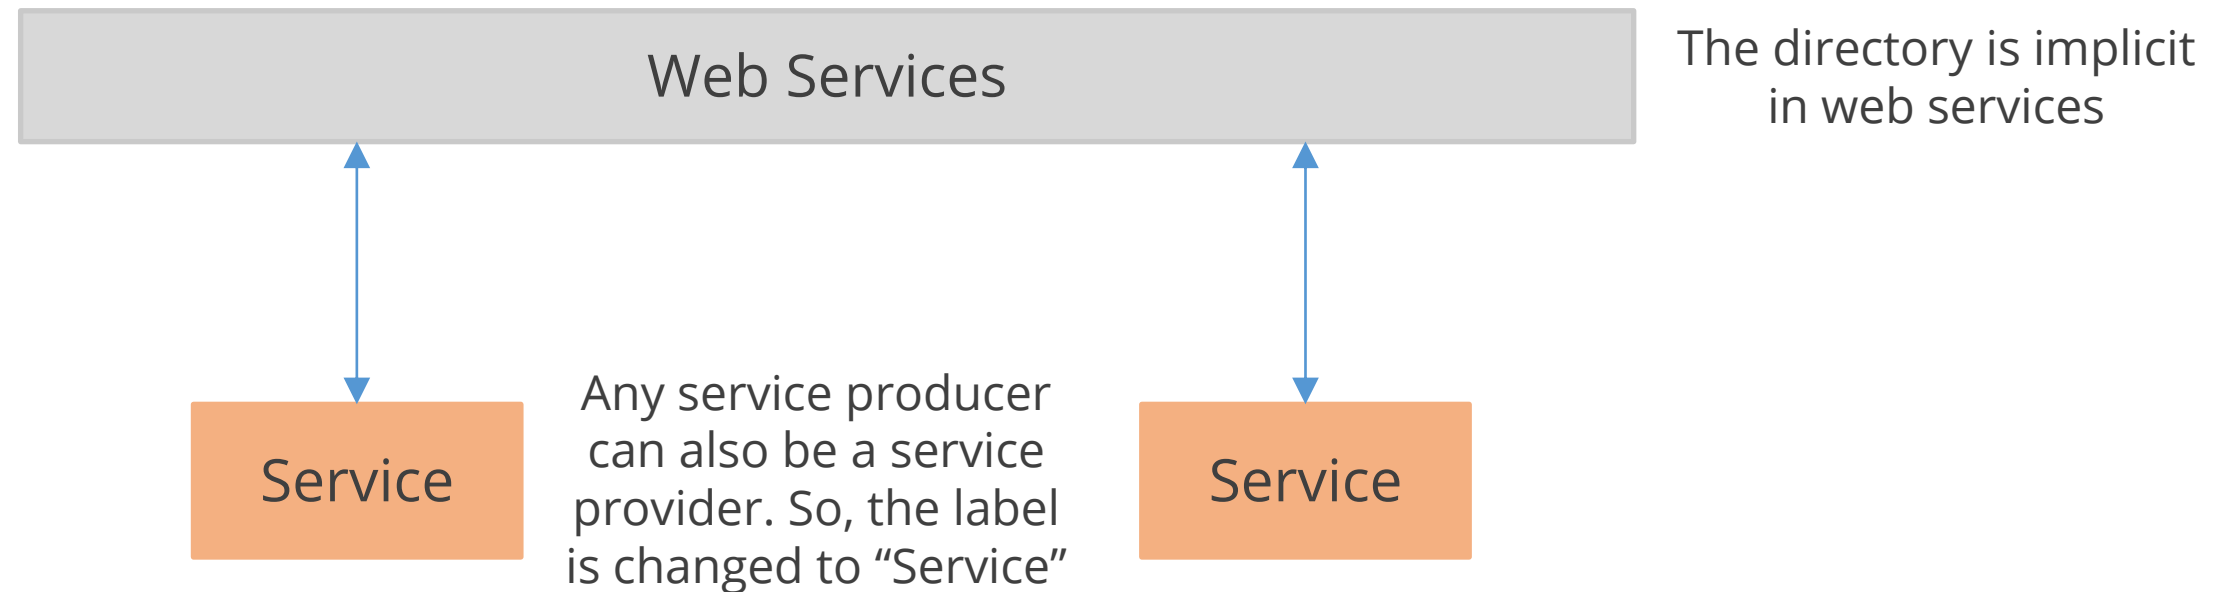 Web Services
The directory is implicit
in web services
Service
Any service producer
can also be a service
provider. So, the label
is changed to “Service”
Service